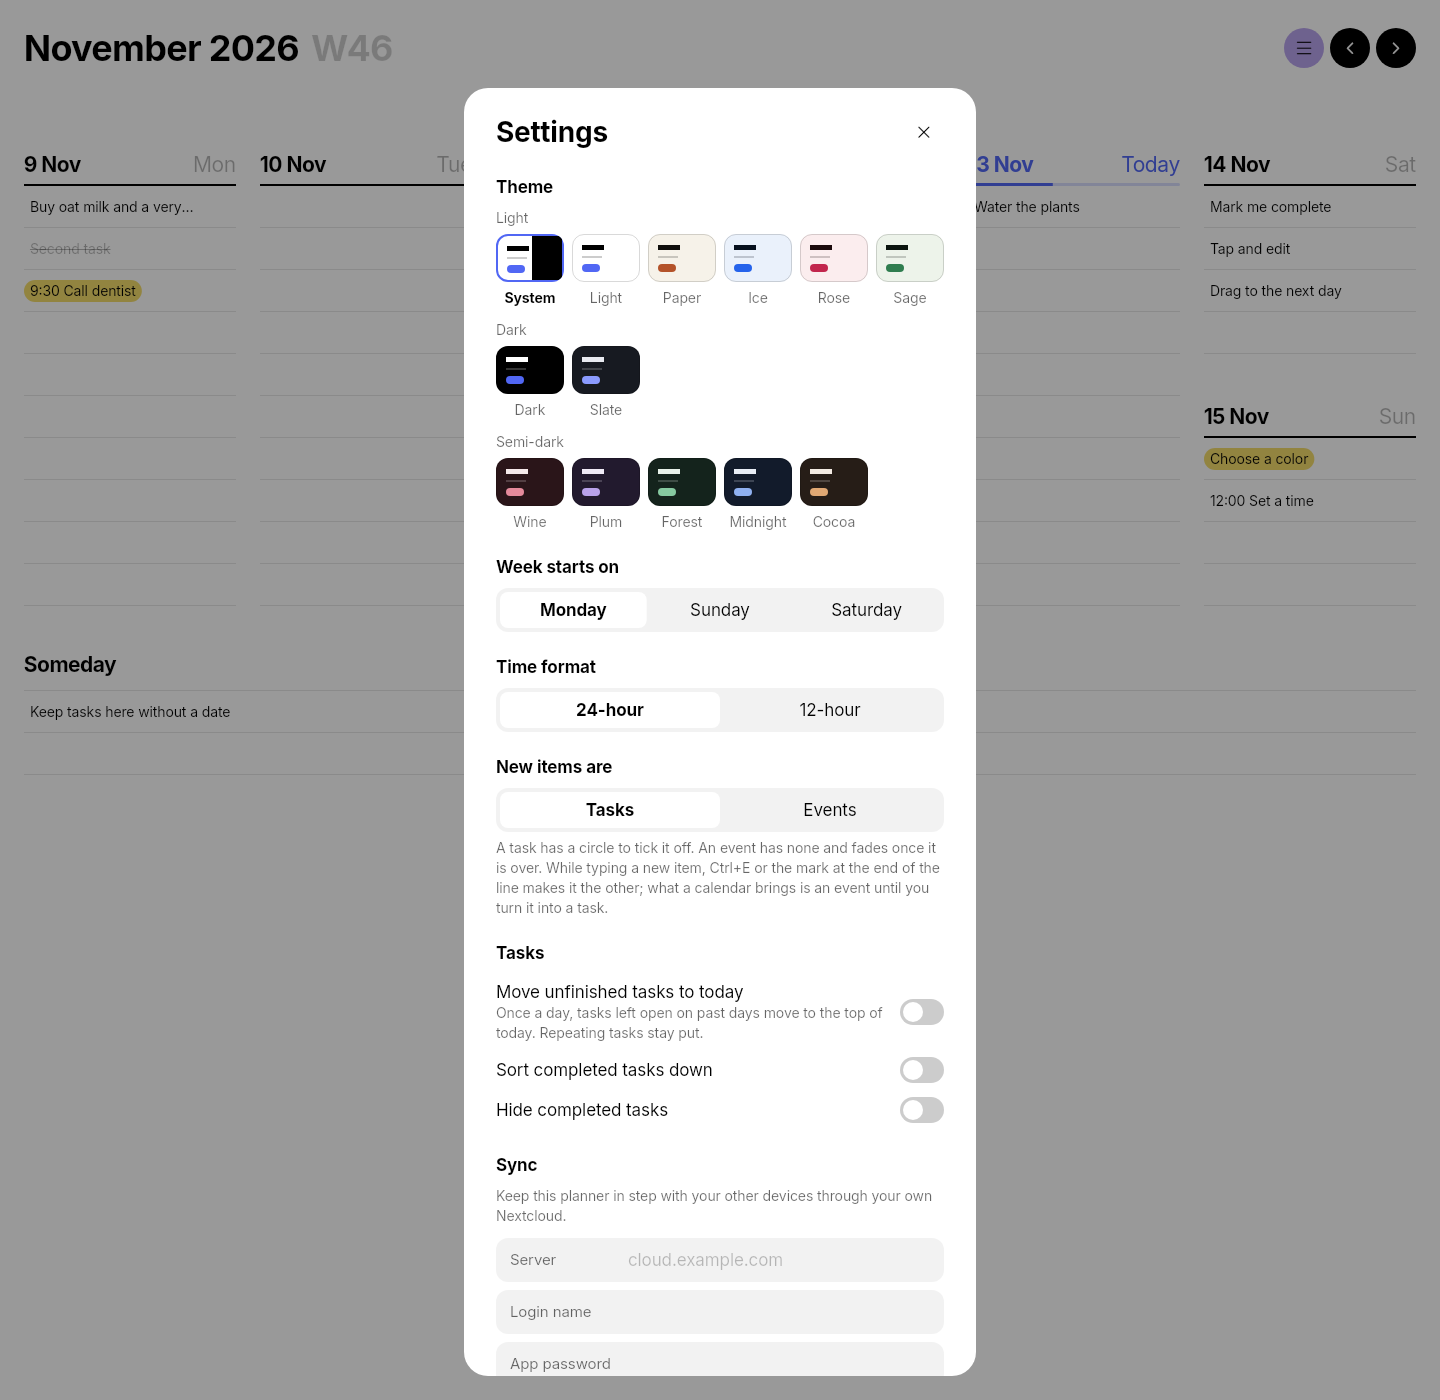 November 2026 W46
Settings
9 Nov Mon
10 Nov Tue
3 Nov Today
14 Nov Sat
Buy oat milk and a very...
Second task
9:30 Call dentist
Water the plants
Mark me complete
Tap and edit
Drag to the next day
15 Nov Sun
Choose a color
12:00 Set a time
Someday
Keep tasks here without a date
Theme
Light
System Light Paper Ice Rose Sage
Dark
Dark Slate
Semi-dark
Wine Plum Forest Midnight Cocoa
Week starts on
Monday Sunday Saturday
Time format
24-hour 12-hour
New items are
Tasks Events
A task has a circle to tick it off. An event has none and fades once it
is over. While typing a new item, Ctrl+E or the mark at the end of the
line makes it the other; what a calendar brings is an event until you
turn it into a task.
Tasks
Move unfinished tasks to today
Once a day, tasks left open on past days move to the top of
today. Repeating tasks stay put.
Sort completed tasks down
Hide completed tasks
Sync
Keep this planner in step with your other devices through your own
Nextcloud.
Server cloud.example.com
Login name
App password